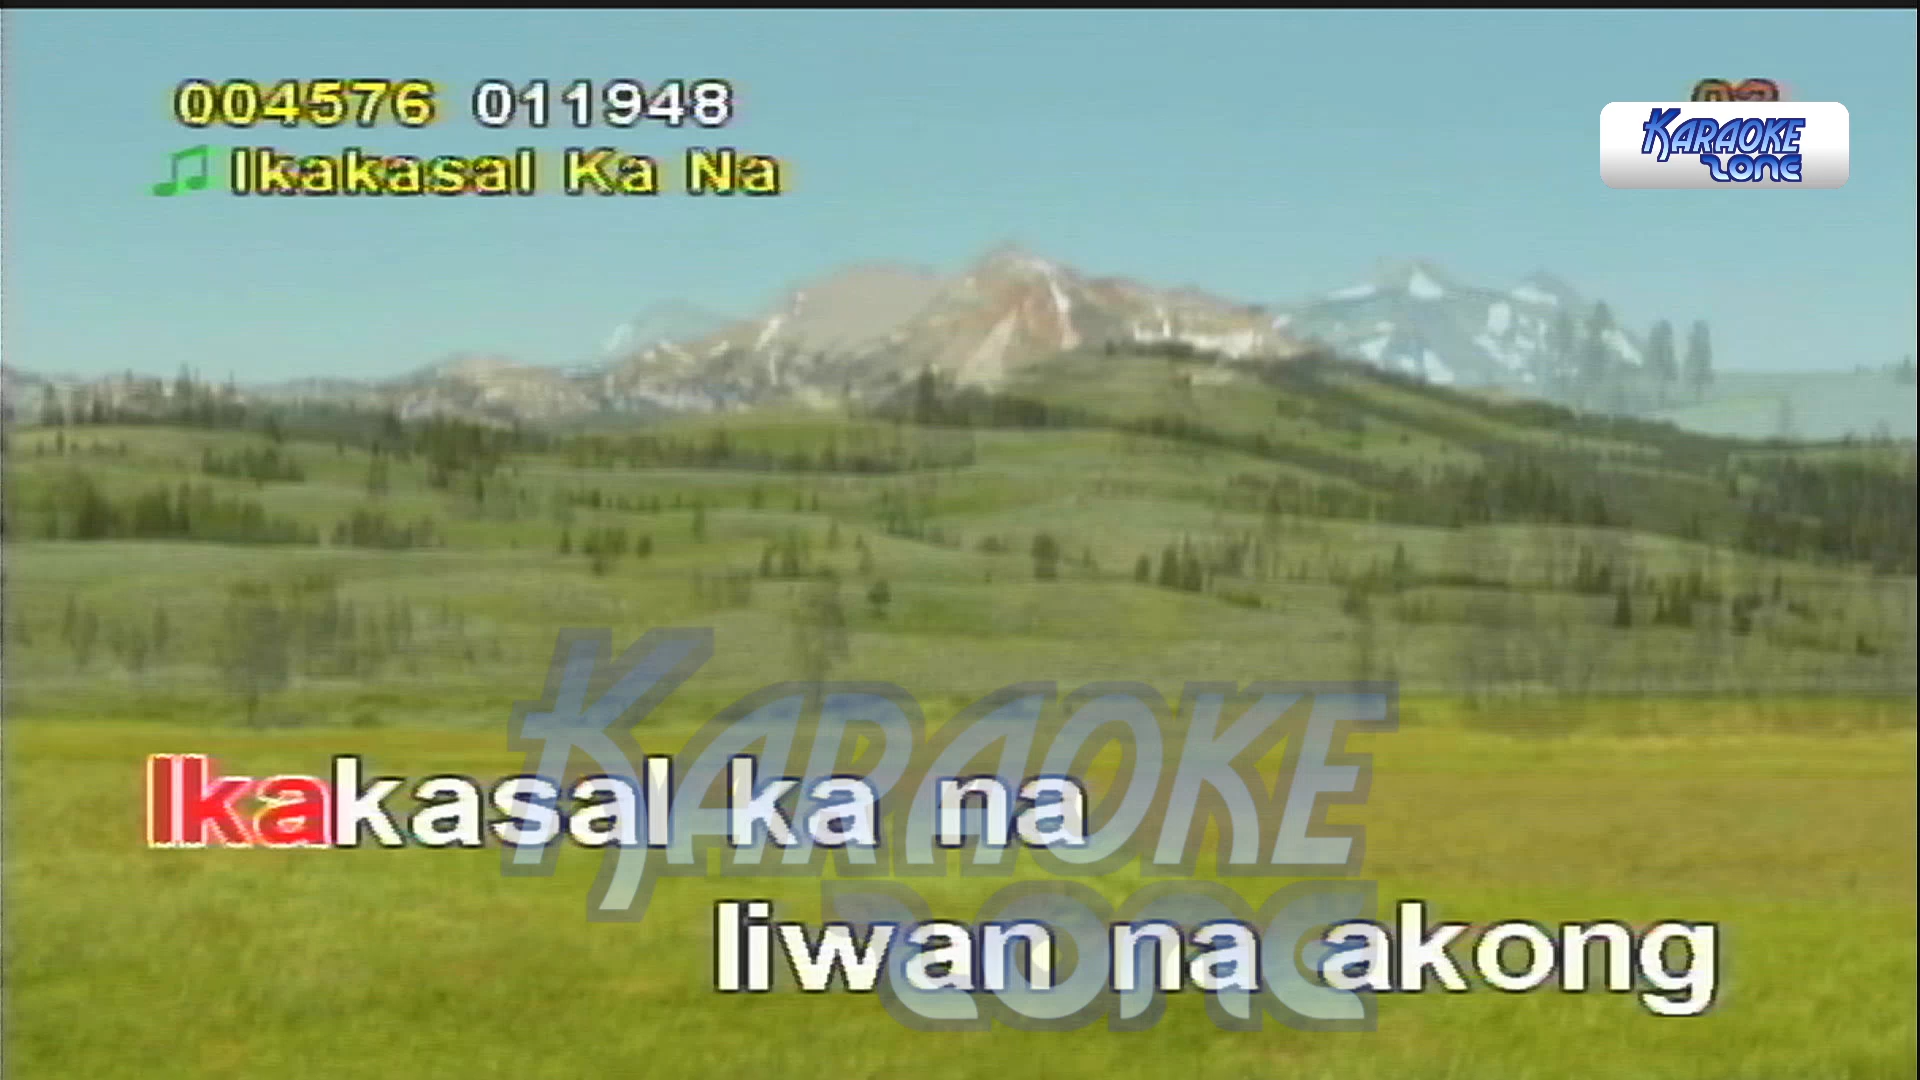 004576 011948
Ikakasal Ka Na
KARAOKE
ZONE
Ikakasal ka na
liwan na akong
KARAOKE
ZONE